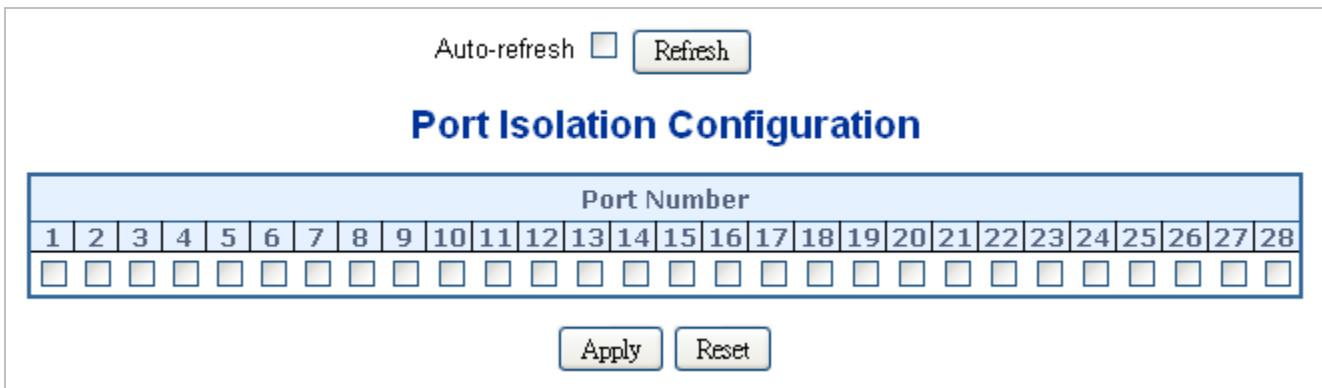 Auto-refresh Refresh
Port Isolation Configuration
Port Number
1 2 3 4 5 6 7 8 9 10 11 12 13 14 15 16 17 18 19 20 21 22 23 24 25 26 27 28
Apply Reset